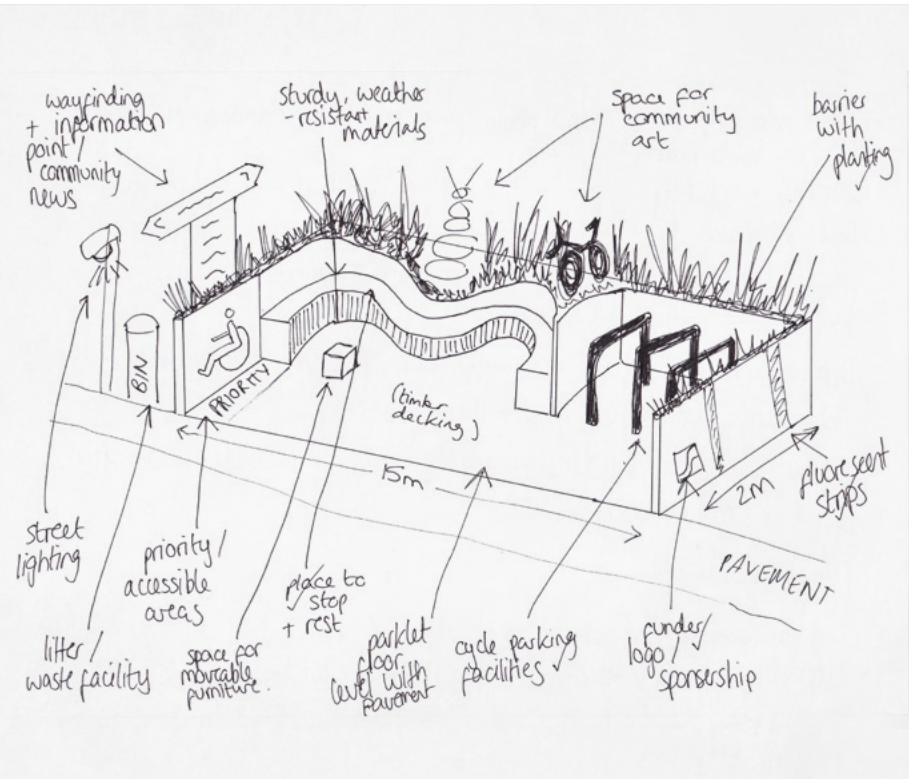 wayfinding
+ information
point /
community
news
sturdy, weather
-resistant
materials
space for
community
art
barrier
with
planting
BIN
PRIORITY
(timber
decking)
15m
2m
fluorescent
strips
PAVEMENT
street
lighting
litter/
waste facility
priority/
accessible
areas
space for
moveable
furniture.
place to
stop
+ rest
parklet
floor
level with
pavement
cycle parking
facilities
funder/
logo/
sponsership